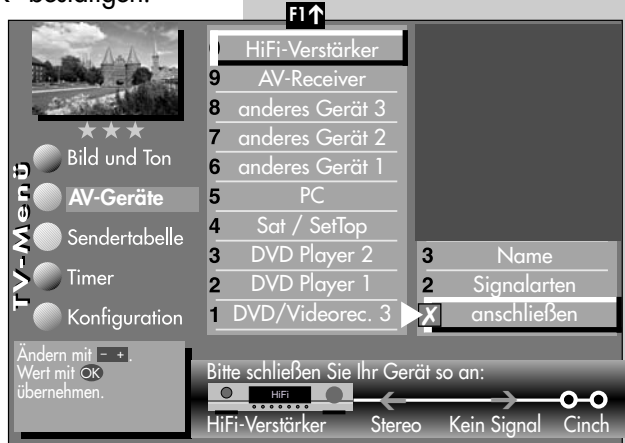 bestätigen.
F1↑
HiFi-Verstärker
9 AV-Receiver
8 anderes Gerät 3
7 anderes Gerät 2
6 anderes Gerät 1
5 PC
4 Sat / SetTop
3 DVD Player 2
2 DVD Player 1
1 DVD/Videorec. 3
TV-Menü
Bild und Ton
AV-Geräte
Sendertabelle
Timer
Konfiguration
3 Name
2 Signalarten
X anschließen
Ändern mit - + .
Wert mit OK
übernehmen.
Bitte schließen Sie Ihr Gerät so an:
HiFi
HiFi-Verstärker Stereo Kein Signal Cinch